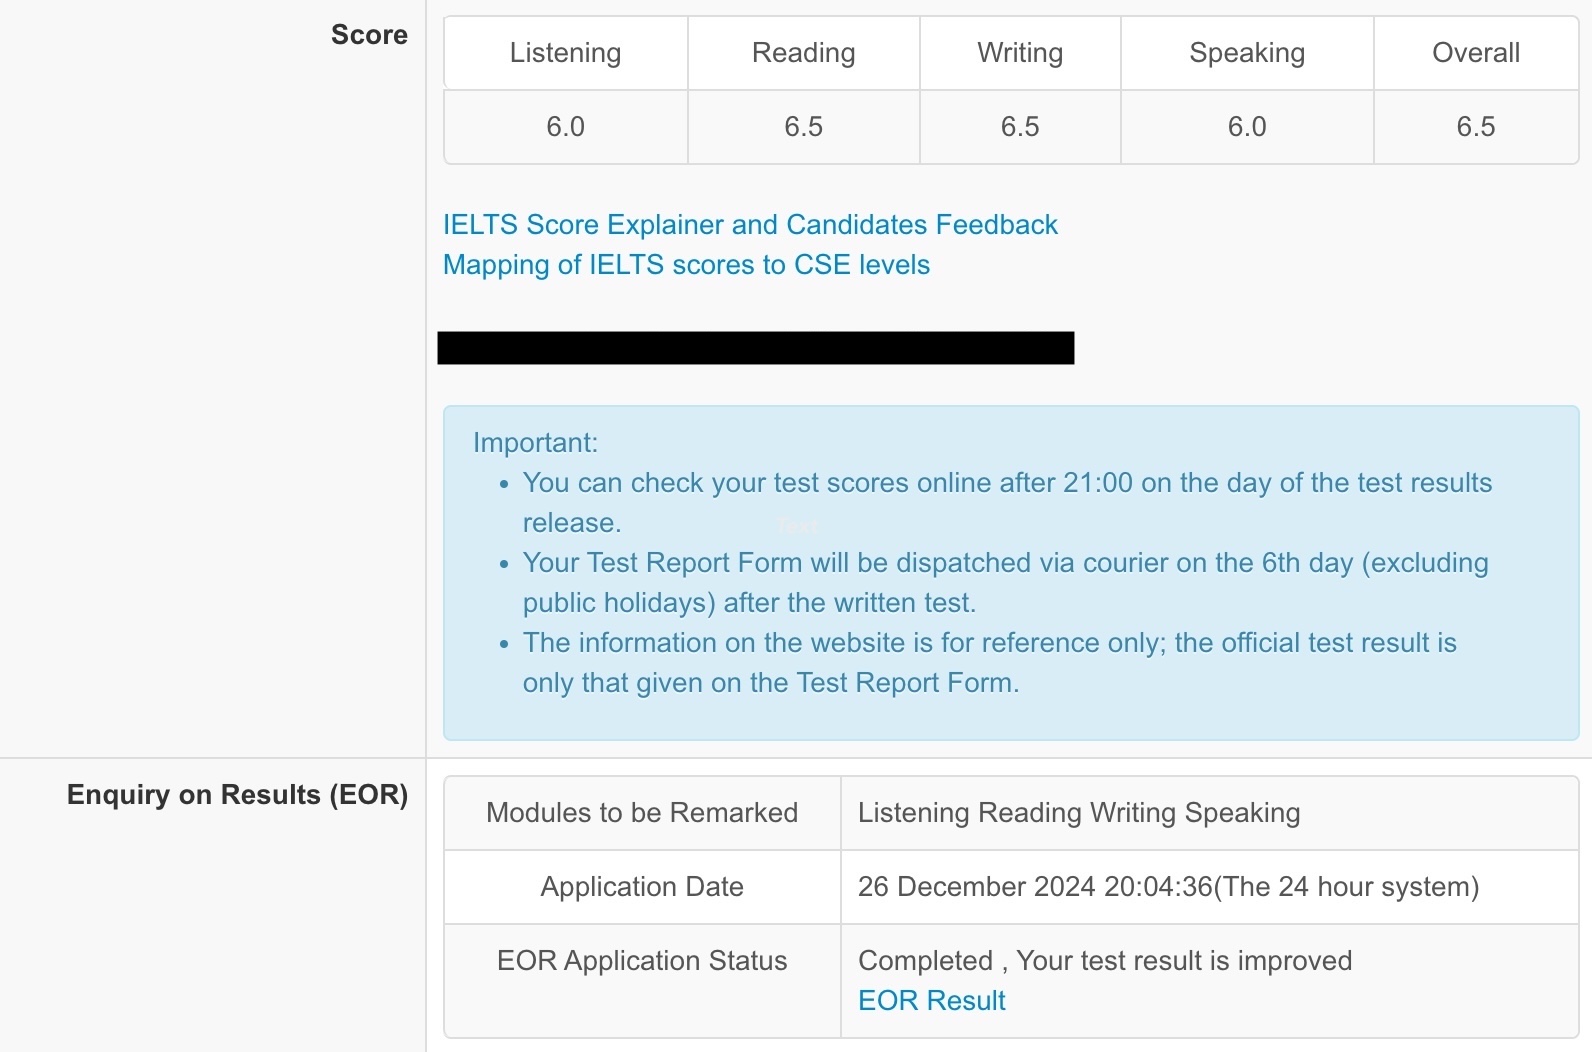 Score
Listening Reading Writing Speaking Overall
6.0 6.5 6.5 6.0 6.5
IELTS Score Explainer and Candidates Feedback
Mapping of IELTS scores to CSE levels
Important:
• You can check your test scores online after 21:00 on the day of the test results
release.
Text
• Your Test Report Form will be dispatched via courier on the 6th day (excluding
public holidays) after the written test.
• The information on the website is for reference only; the official test result is
only that given on the Test Report Form.
Enquiry on Results (EOR)
Modules to be Remarked Listening Reading Writing Speaking
Application Date 26 December 2024 20:04:36(The 24 hour system)
EOR Application Status Completed , Your test result is improved
EOR Result